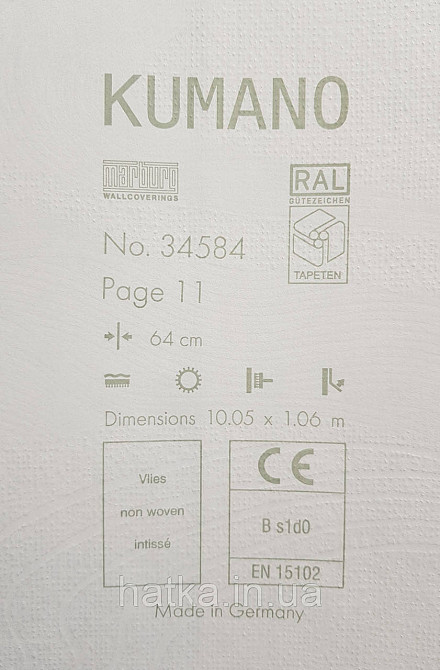 KUMANO
marburg
WALLCOVERINGS
RAL
GÜTEZEICHEN
TAPETEN
No. 34584
Page 11
64 cm
Dimensions 10.05 x 1.06 m
Vlies
non woven
intissé
CE
B s1d0
EN 15102
hatka.in.ua
Made in Germany